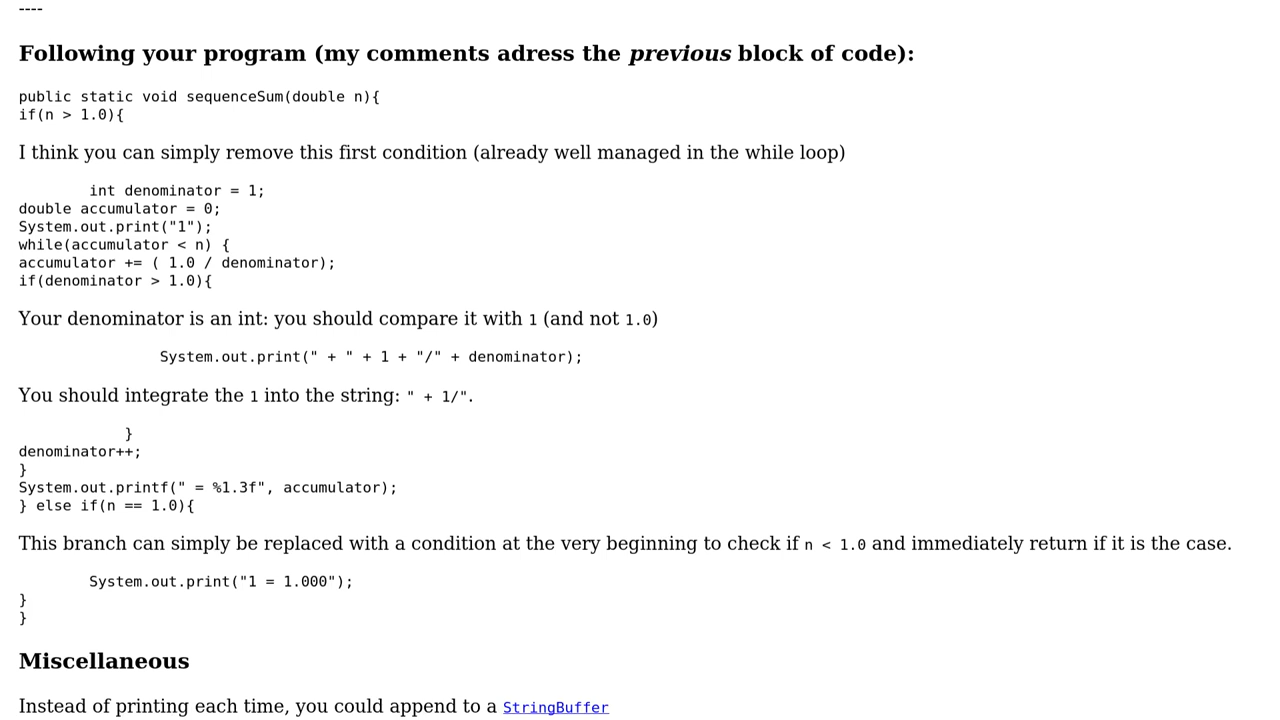 ----
Following your program (my comments adress the previous block of code):
public static void sequenceSum(double n){
if(n > 1.0){
I think you can simply remove this first condition (already well managed in the while loop)
int denominator = 1;
double accumulator = 0;
System.out.print("1");
while(accumulator < n) {
accumulator += ( 1.0 / denominator);
if(denominator > 1.0){
Your denominator is an int: you should compare it with 1 (and not 1.0)
System.out.print(" + " + 1 + "/" + denominator);
You should integrate the 1 into the string: " + 1/".
}
denominator++;
}
System.out.printf(" = %1.3f", accumulator);
} else if(n == 1.0){
This branch can simply be replaced with a condition at the very beginning to check if n < 1.0 and immediately return if it is the case.
System.out.print("1 = 1.000");
}
}
Miscellaneous
Instead of printing each time, you could append to a StringBuffer